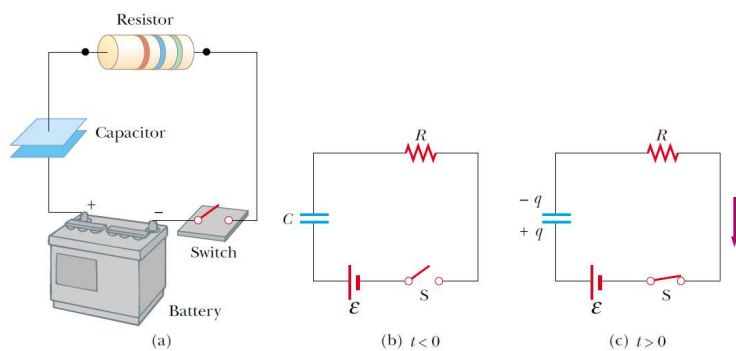 Resistor
Capacitor
+
−
Switch
Battery
(a)
R
C
ε
S
(b) t < 0
R
− q
+ q
ε
S
(c) t > 0